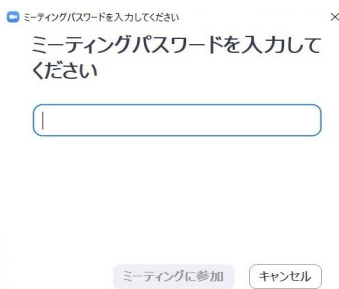 ミーティングパスワードを入力してください
ミーティングパスワードを入力して
ください
ミーティングに参加
キャンセル